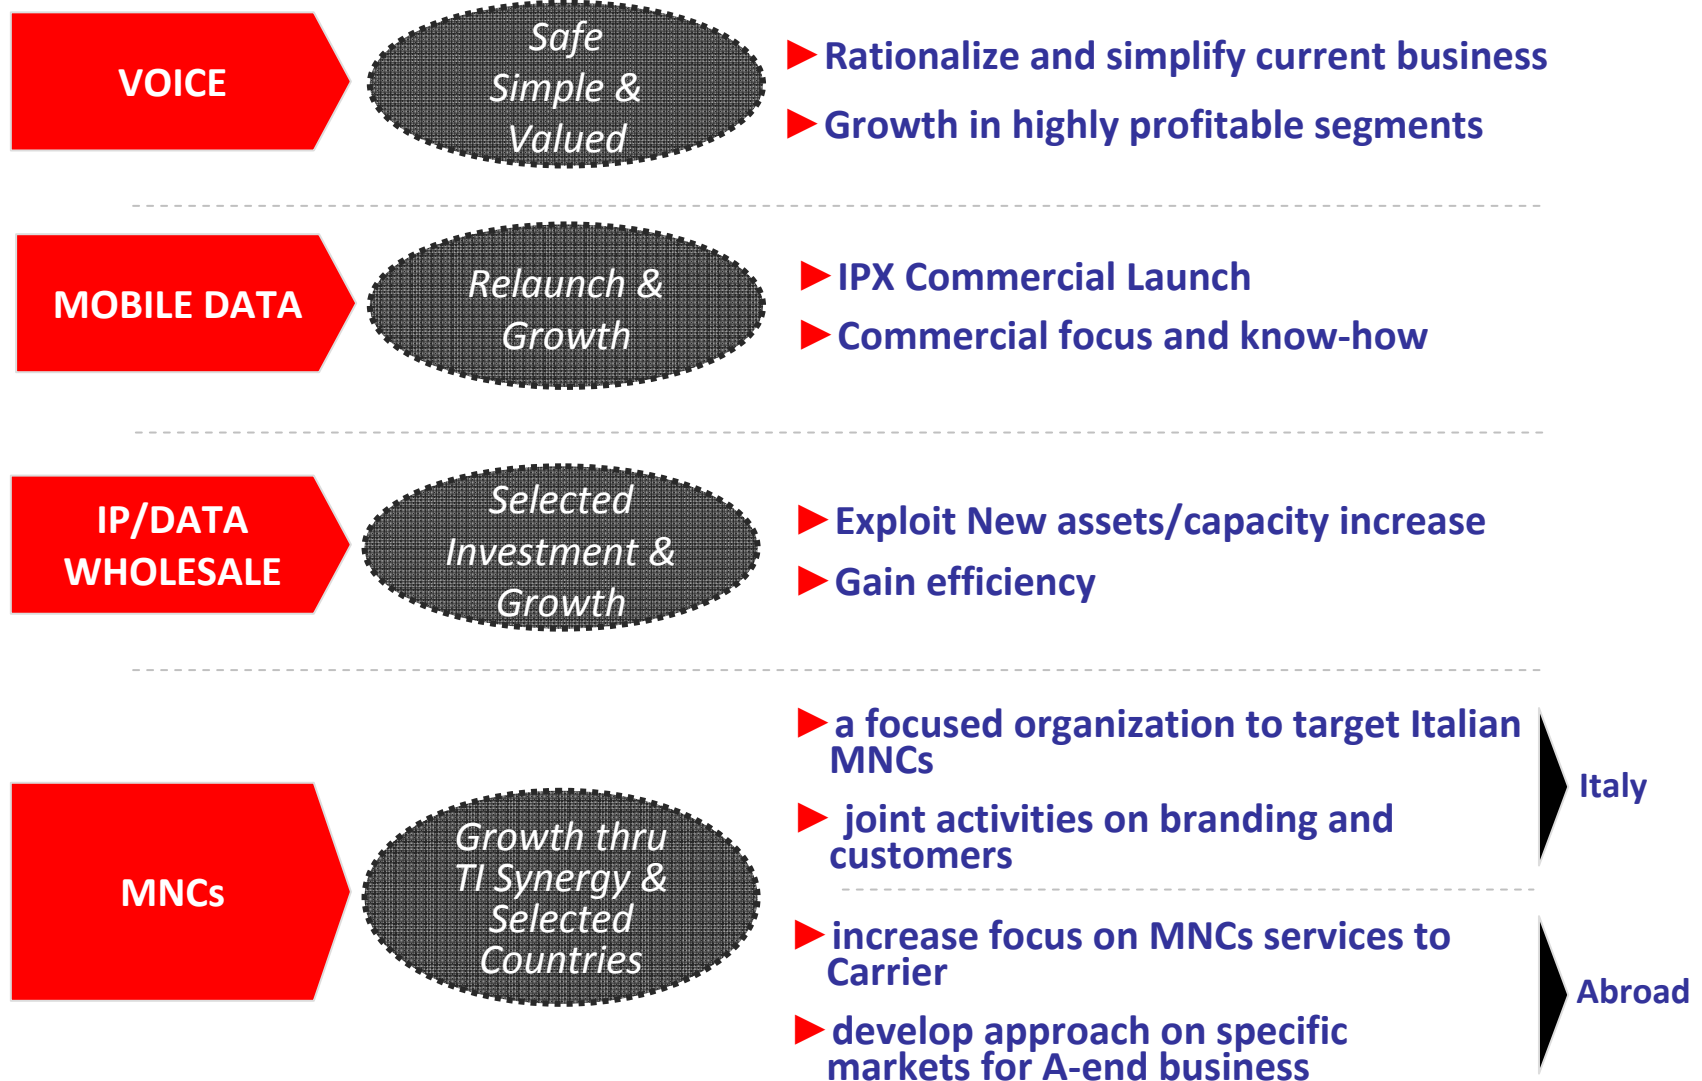 VOICE
Safe
Simple &
Valued
Rationalize and simplify current business
Growth in highly profitable segments
MOBILE DATA
Relaunch &
Growth
IPX Commercial Launch
Commercial focus and know-how
IP/DATA
WHOLESALE
Selected
Investment &
Growth
Exploit New assets/capacity increase
Gain efficiency
MNCs
Growth thru
TI Synergy &
Selected
Countries
a focused organization to target Italian
MNCs
joint activities on branding and
customers
Italy
increase focus on MNCs services to
Carrier
develop approach on specific
markets for A-end business
Abroad